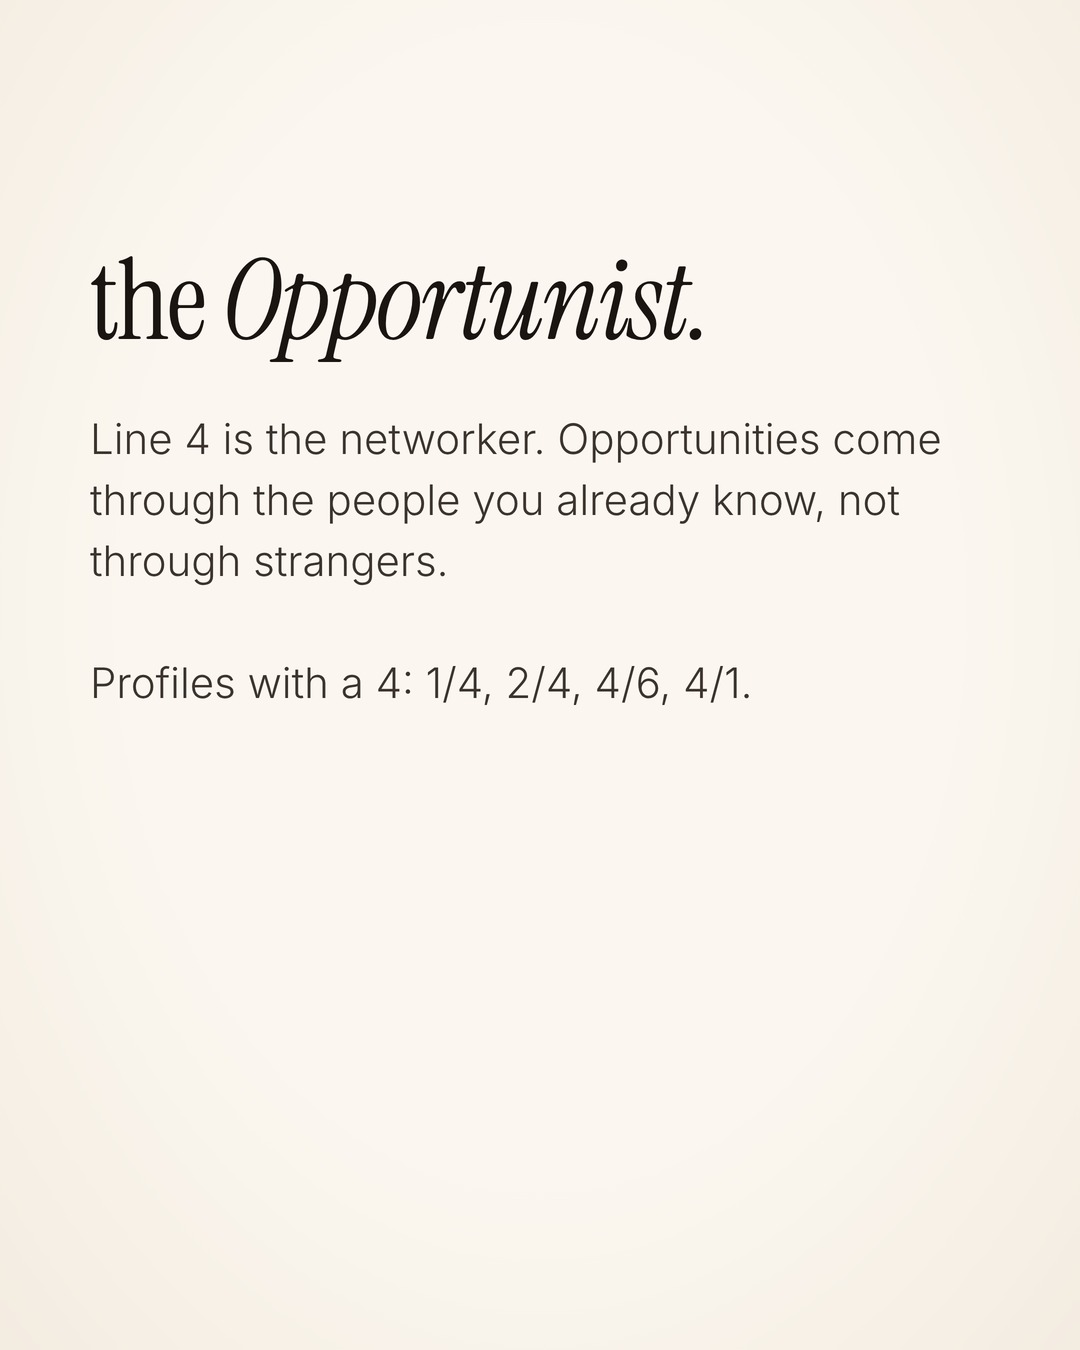 the Opportunist.
Line 4 is the networker. Opportunities come
through the people you already know, not
through strangers.
Profiles with a 4: 1/4, 2/4, 4/6, 4/1.